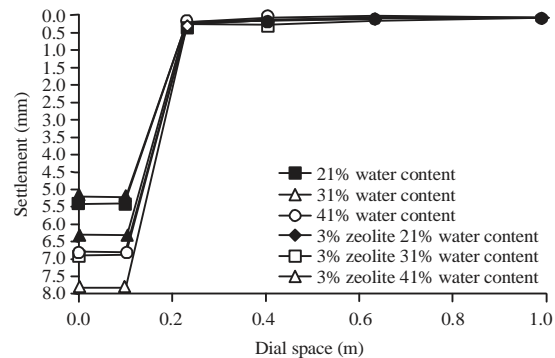 0.0
0.5
1.0
1.5
2.0
2.5
3.0
3.5
4.0
4.5
5.0
5.5
6.0
6.5
7.0
7.5
8.0
Settlement (mm)
21% water content
31% water content
41% water content
3% zeolite 21% water content
3% zeolite 31% water content
3% zeolite 41% water content
0.0 0.2 0.4 0.6 0.8 1.0
Dial space (m)